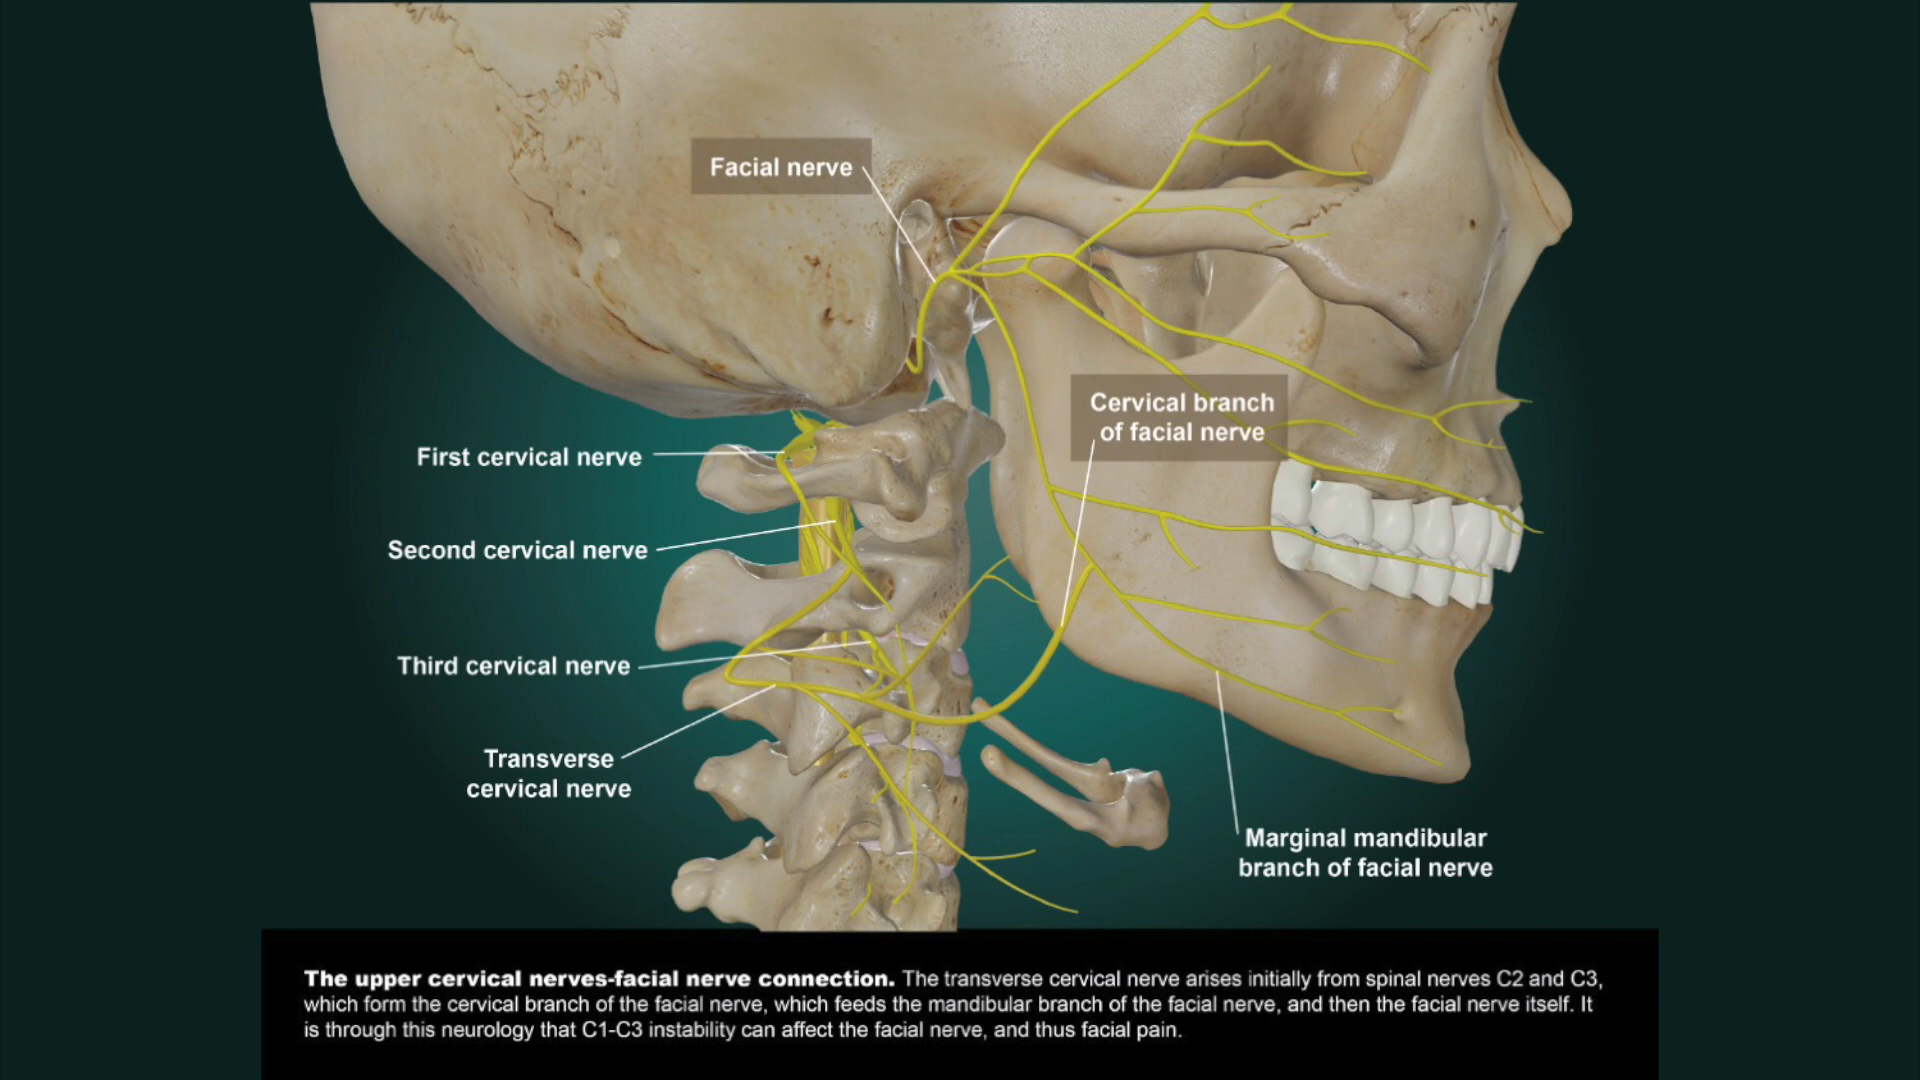 Facial nerve
Cervical branch
of facial nerve
First cervical nerve
Second cervical nerve
Third cervical nerve
Transverse
cervical nerve
Marginal mandibular
branch of facial nerve
The upper cervical nerves-facial nerve connection. The transverse cervical nerve arises initially from spinal nerves C2 and C3,
which form the cervical branch of the facial nerve, which feeds the mandibular branch of the facial nerve, and then the facial nerve itself. It
is through this neurology that C1-C3 instability can affect the facial nerve, and thus facial pain.